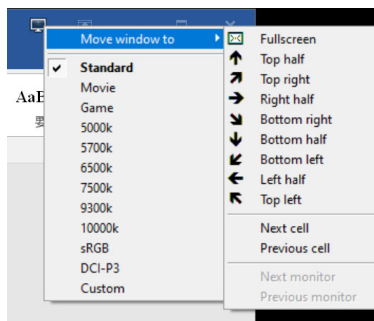 Move window to
Standard
Movie
Game
5000k
5700k
6500k
7500k
9300k
10000k
sRGB
DCI-P3
Custom
Fullscreen
Top half
Top right
Right half
Bottom right
Bottom half
Bottom left
Left half
Top left
Next cell
Previous cell
Next monitor
Previous monitor
AaB
要